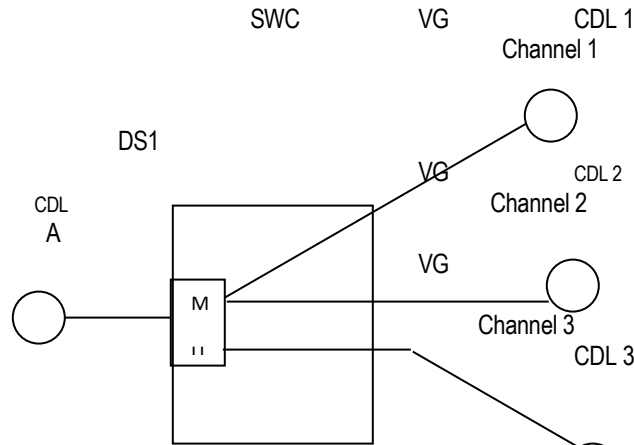 SWC VG CDL 1
Channel 1
DS1
VG CDL 2
CDL
A
Channel 2
VG
M
Channel 3
CDL 3